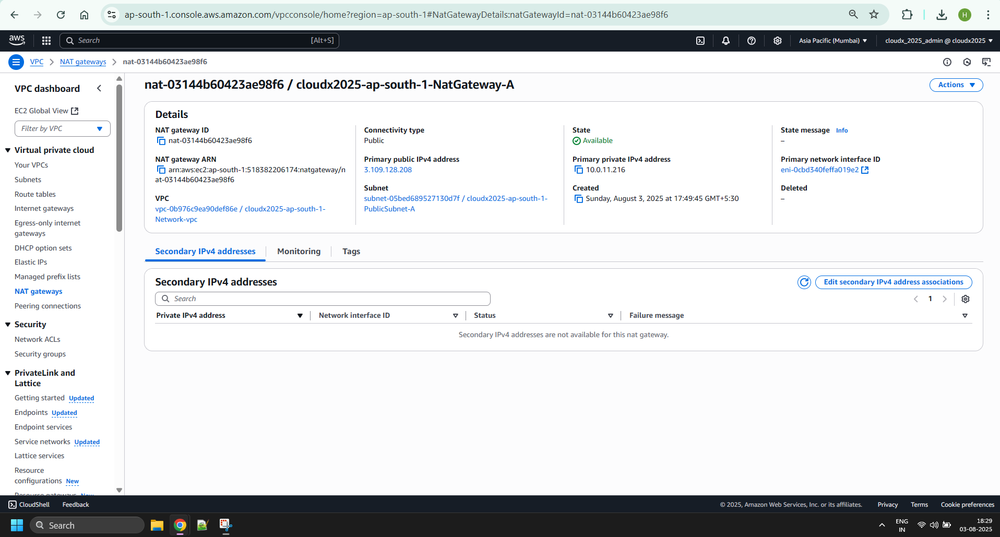 ap-south-1.console.aws.amazon.com/vpcconsole/home?region=ap-south-1#NatGatewayDetails:natGatewayId=nat-03144b60423ae98f6
H
aws
Search
[Alt+S]
Asia Pacific (Mumbai)
cloudx_2025_admin @ cloudx2025
VPC
NAT gateways
nat-03144b60423ae98f6
VPC dashboard
EC2 Global View
Filter by VPC
Virtual private cloud
Your VPCs
Subnets
Route tables
Internet gateways
Egress-only internet
gateways
DHCP option sets
Elastic IPs
Managed prefix lists
NAT gateways
Peering connections
Security
Network ACLs
Security groups
PrivateLink and
Lattice
Getting started Updated
Endpoints Updated
Endpoint services
Service networks Updated
Lattice services
Resource
configurations New
Resource gateways New
nat-03144b60423ae98f6 / cloudx2025-ap-south-1-NatGateway-A
Actions
Details
NAT gateway ID
nat-03144b60423ae98f6
NAT gateway ARN
arn:aws:ec2:ap-south-1:518382206174:natgateway/n
at-03144b60423ae98f6
VPC
vpc-0b976c9ea90def86e / cloudx2025-ap-south-1-
Network-vpc
Connectivity type
Public
Primary public IPv4 address
3.109.128.208
Subnet
subnet-05bed689527130d7f / cloudx2025-ap-south-1-
PublicSubnet-A
State
Available
Primary private IPv4 address
10.0.11.216
Created
Sunday, August 3, 2025 at 17:49:45 GMT+5:30
State message Info
–
Primary network interface ID
eni-0cbd340feffa019e2
Deleted
–
Secondary IPv4 addresses
Monitoring
Tags
Secondary IPv4 addresses
Edit secondary IPv4 address associations
Search
1
Private IPv4 address
Network interface ID
Status
Failure message
Secondary IPv4 addresses are not available for this nat gateway.
CloudShell
Feedback
© 2025, Amazon Web Services, Inc. or its affiliates.
Privacy
Terms
Cookie preferences
Search
ENG
IN
18:29
03-08-2025